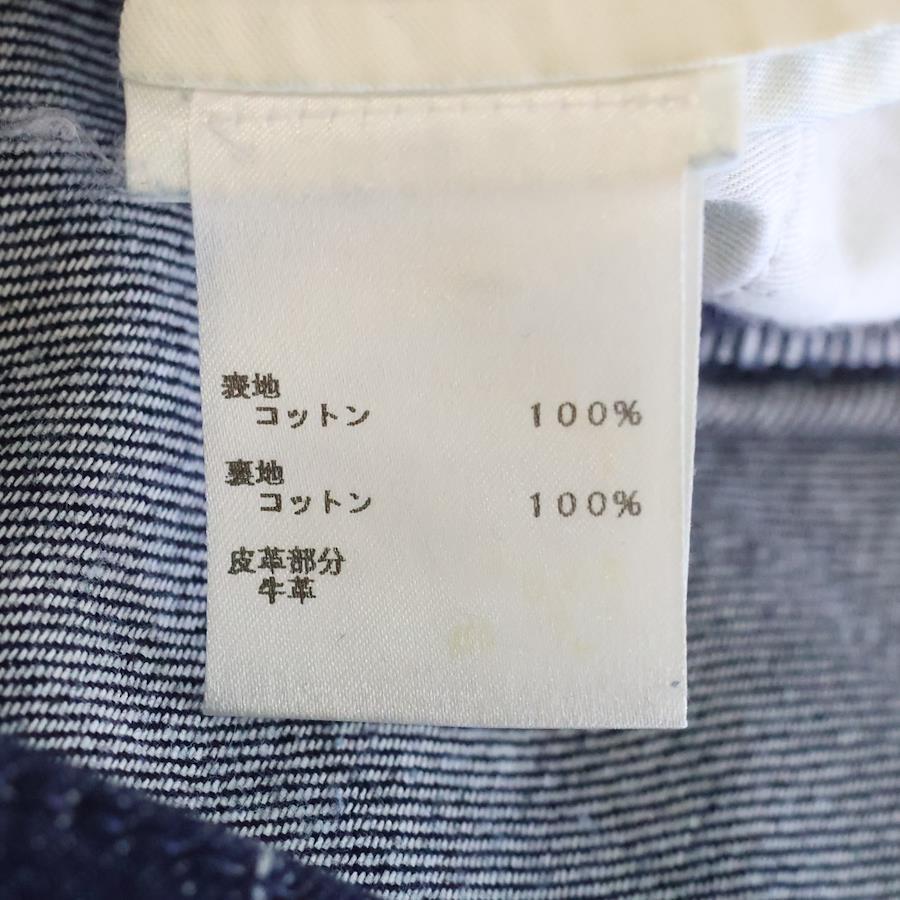 表地
コットン １００％
裏地
コットン １００％
皮革部分
牛革